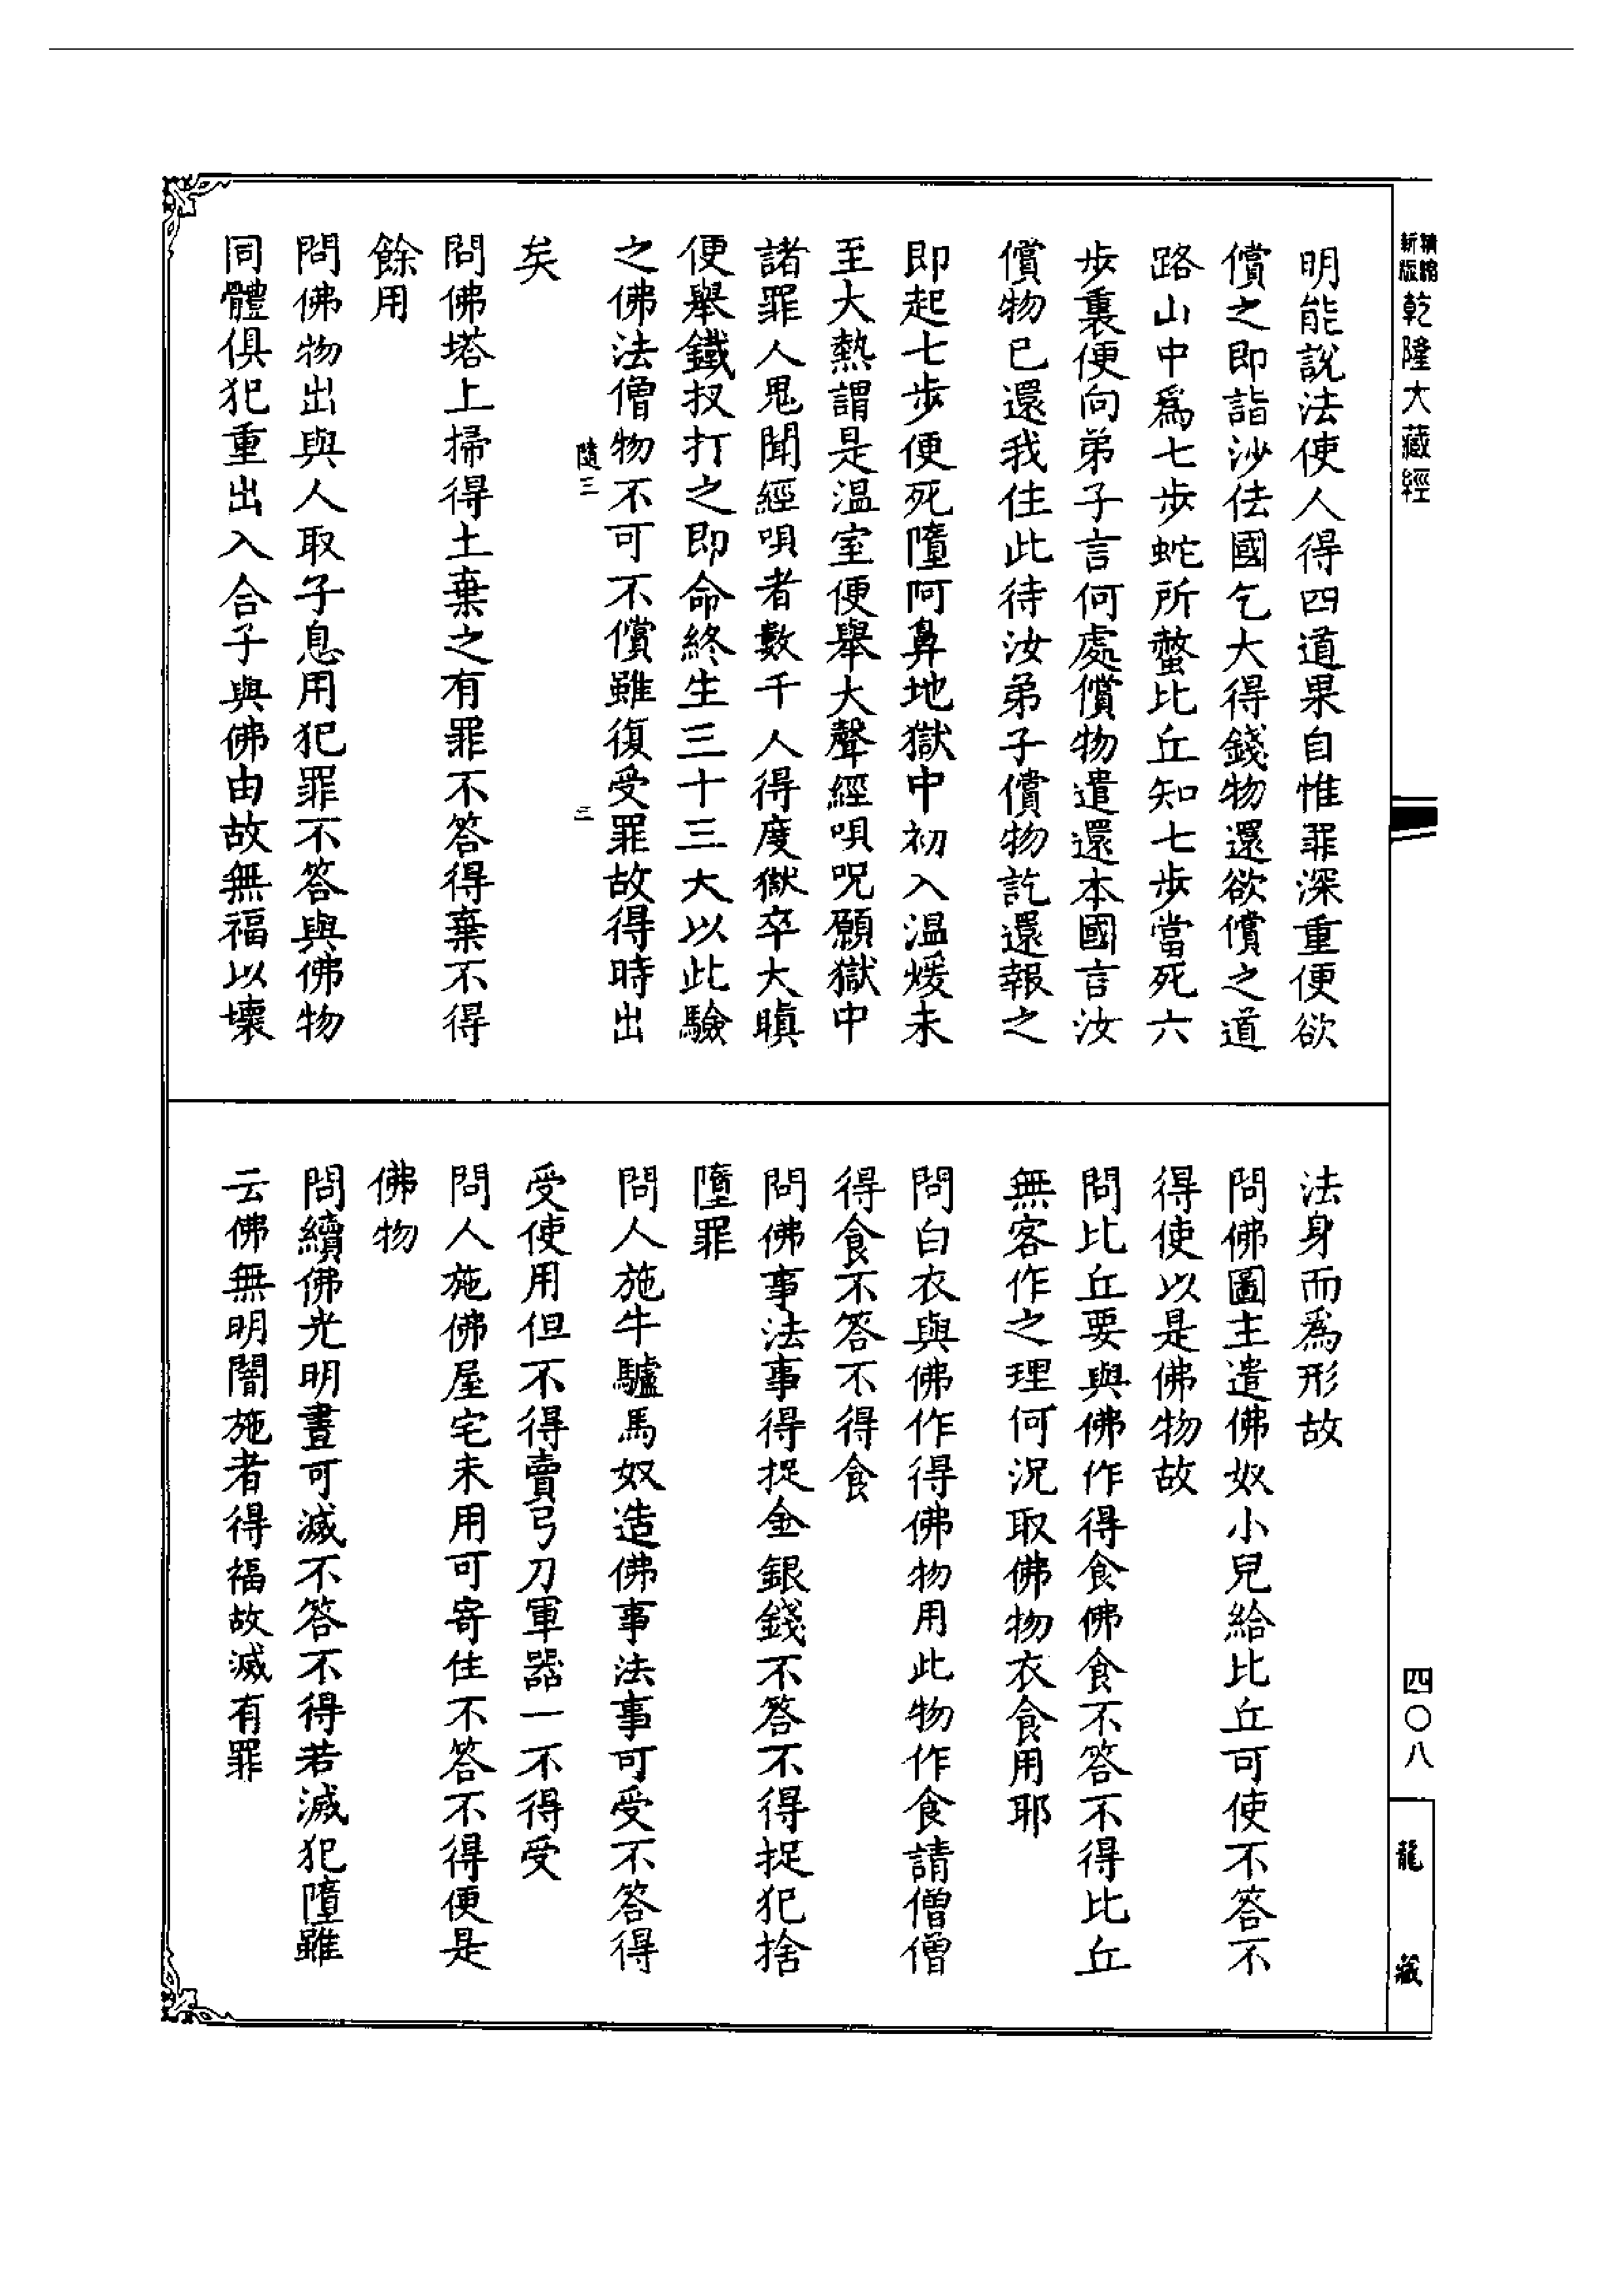 新版
精縮
乾隆大藏經
明能說法使人得四道果自惟罪深重便欲
償之即詣沙佉國乞大得錢物還欲償之道
路山中為七步蛇所螫比丘知七步當死六
步裏便向弟子言何處償物遣還本國言汝
償物已還我住此待汝弟子償物訖還報之
即起七步便死墮阿鼻地獄中初入温煖未
至大熱謂是温室便舉大聲經唄呪願獄中
諸罪人鬼聞經唄者數千人得度獄卒大瞋
便舉鐵扠打之即命終生三十三大以此驗
之佛法僧物不可不償雖復受罪故得時出
隨三
三
矣
問佛塔上掃得土棄之有罪不答得棄不得
餘用
問佛物出與人取子息用犯罪不答與佛物
同體俱犯重出入合子與佛由故無福以壞
法身而為形故
問佛圖主遣佛奴小兒給比丘可使不答不
得使以是佛物故
問比丘要與佛作得食佛食不答不得比丘
無客作之理何況取佛物衣食用耶
問白衣與佛作得佛物用此物作食請僧僧
得食不答不得食
問佛事法事得捉金銀錢不答不得捉犯捨
墮罪
問人施牛驢馬奴造佛事法事可受不答得
受使用但不得賣弓刀軍器一不得受
問人施佛屋宅未用可寄住不答不得便是
佛物
問續佛光明晝可滅不答不得若滅犯墮雖
云佛無明闇施者得福故滅有罪
四〇八
龍藏